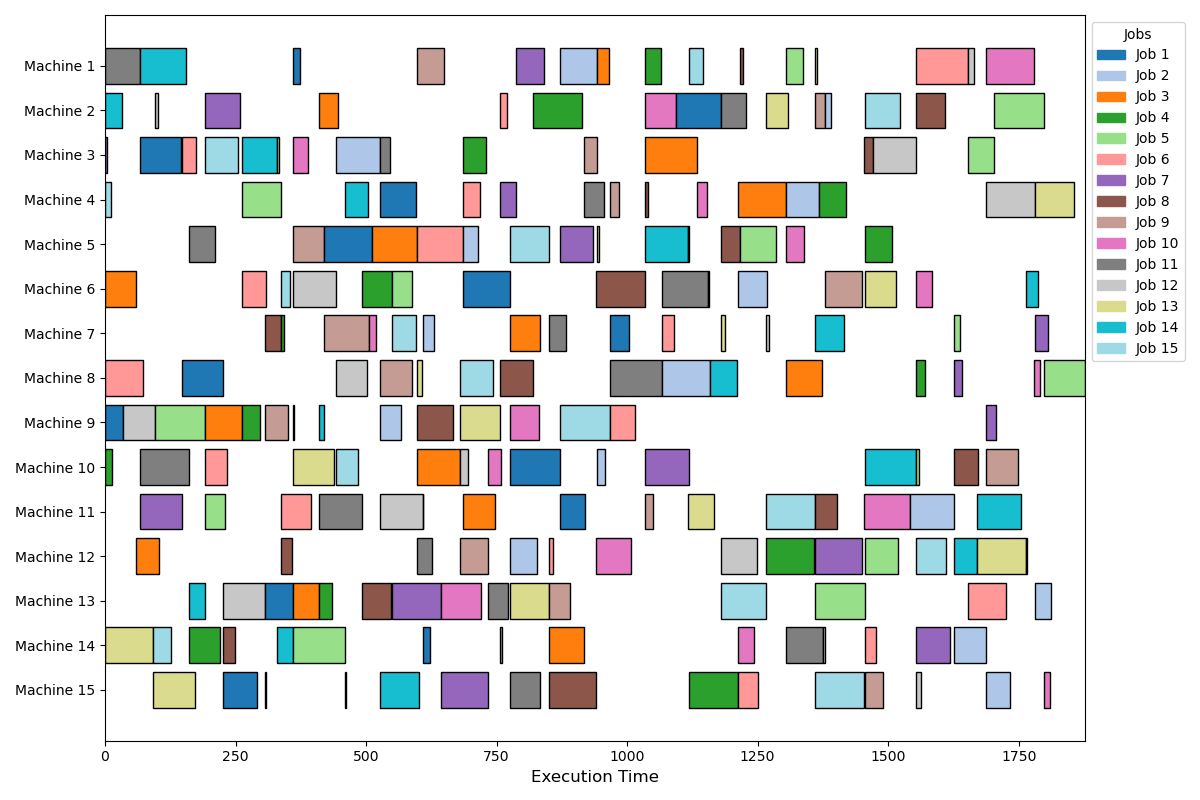 Machine 1
Machine 2
Machine 3
Machine 4
Machine 5
Machine 6
Machine 7
Machine 8
Machine 9
Machine 10
Machine 11
Machine 12
Machine 13
Machine 14
Machine 15
0 250 500 750 1000 1250 1500 1750
Execution Time
Jobs
Job 1
Job 2
Job 3
Job 4
Job 5
Job 6
Job 7
Job 8
Job 9
Job 10
Job 11
Job 12
Job 13
Job 14
Job 15